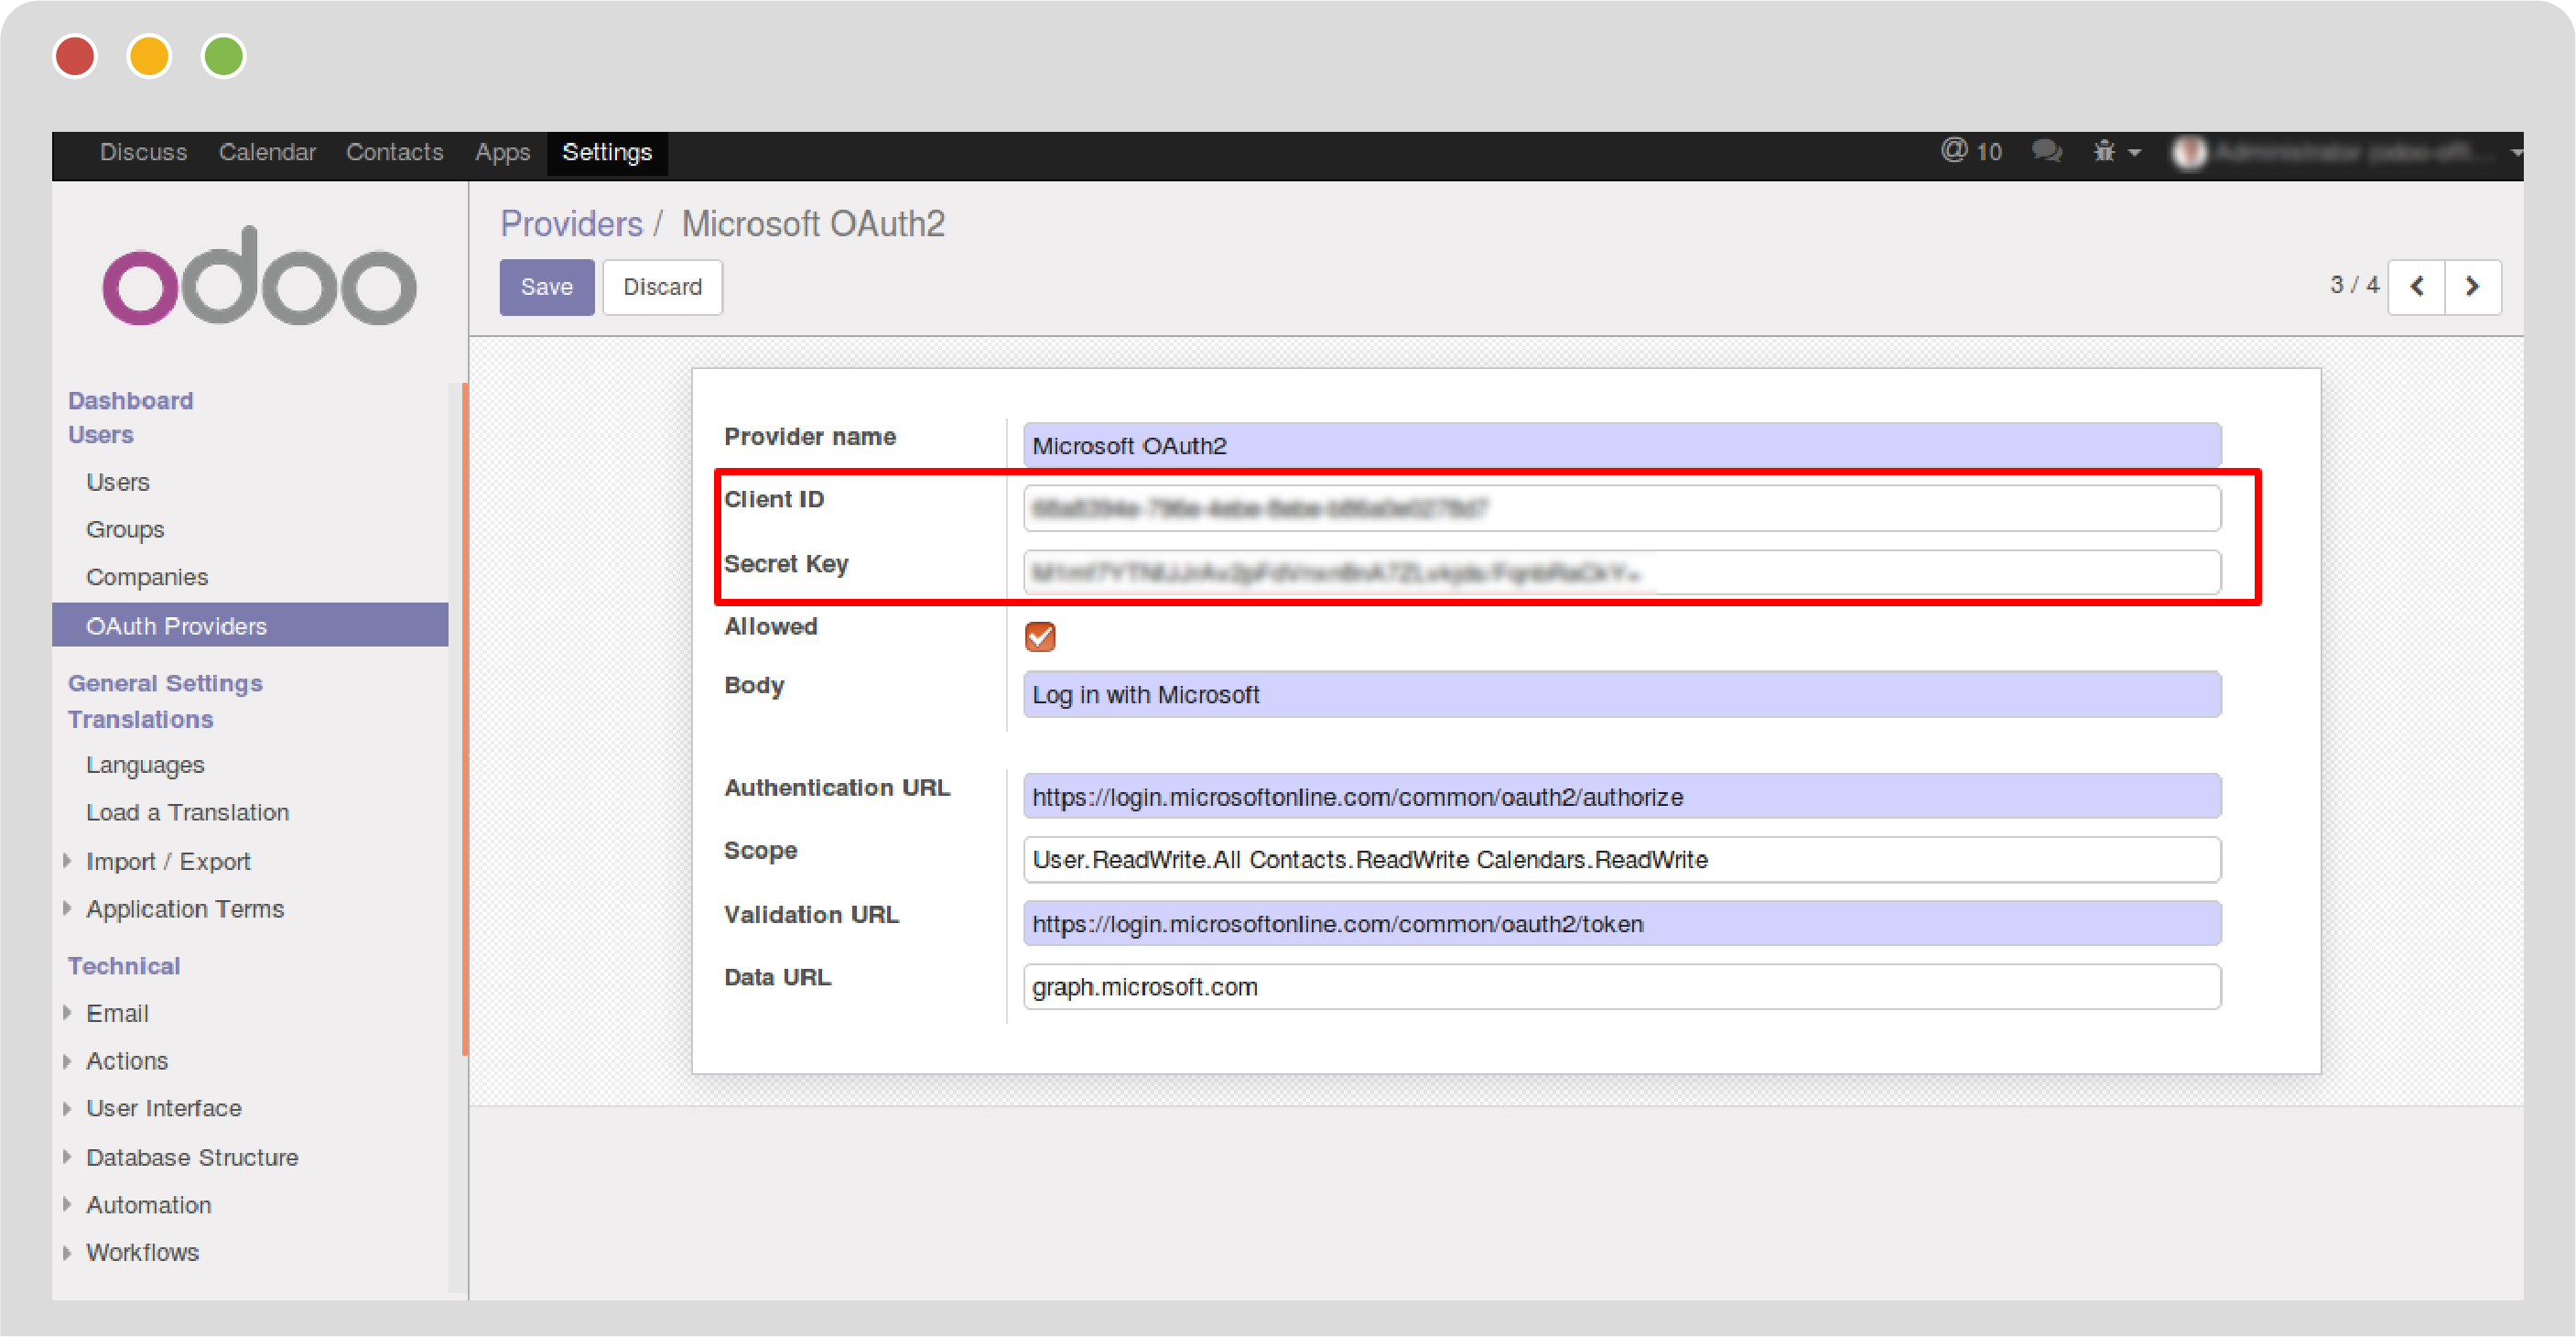 Discuss Calendar Contacts Apps Settings @ 10
odoo
Providers / Microsoft OAuth2
Save Discard 3 / 4
Dashboard
Users
Users
Groups
Companies
OAuth Providers
General Settings
Translations
Languages
Load a Translation
Import / Export
Application Terms
Technical
Email
Actions
User Interface
Database Structure
Automation
Workflows
Provider name Microsoft OAuth2
Client ID
Secret Key
Allowed
Body Log in with Microsoft
Authentication URL https://login.microsoftonline.com/common/oauth2/authorize
Scope User.ReadWrite.All Contacts.ReadWrite Calendars.ReadWrite
Validation URL https://login.microsoftonline.com/common/oauth2/token
Data URL graph.microsoft.com